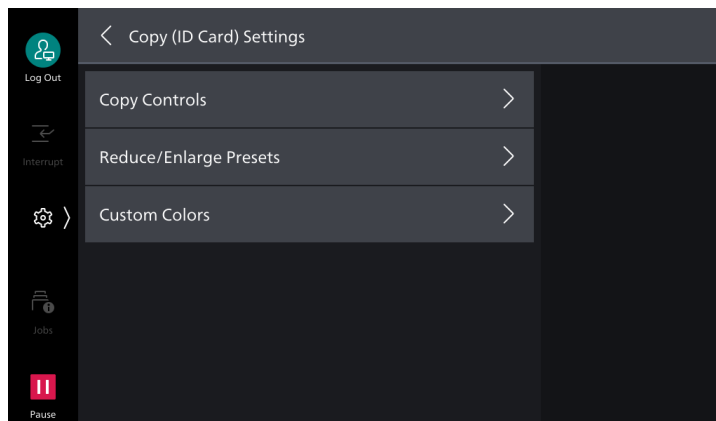 Copy (ID Card) Settings
Log Out
Copy Controls
Interrupt
Reduce/Enlarge Presets
Custom Colors
Jobs
Pause